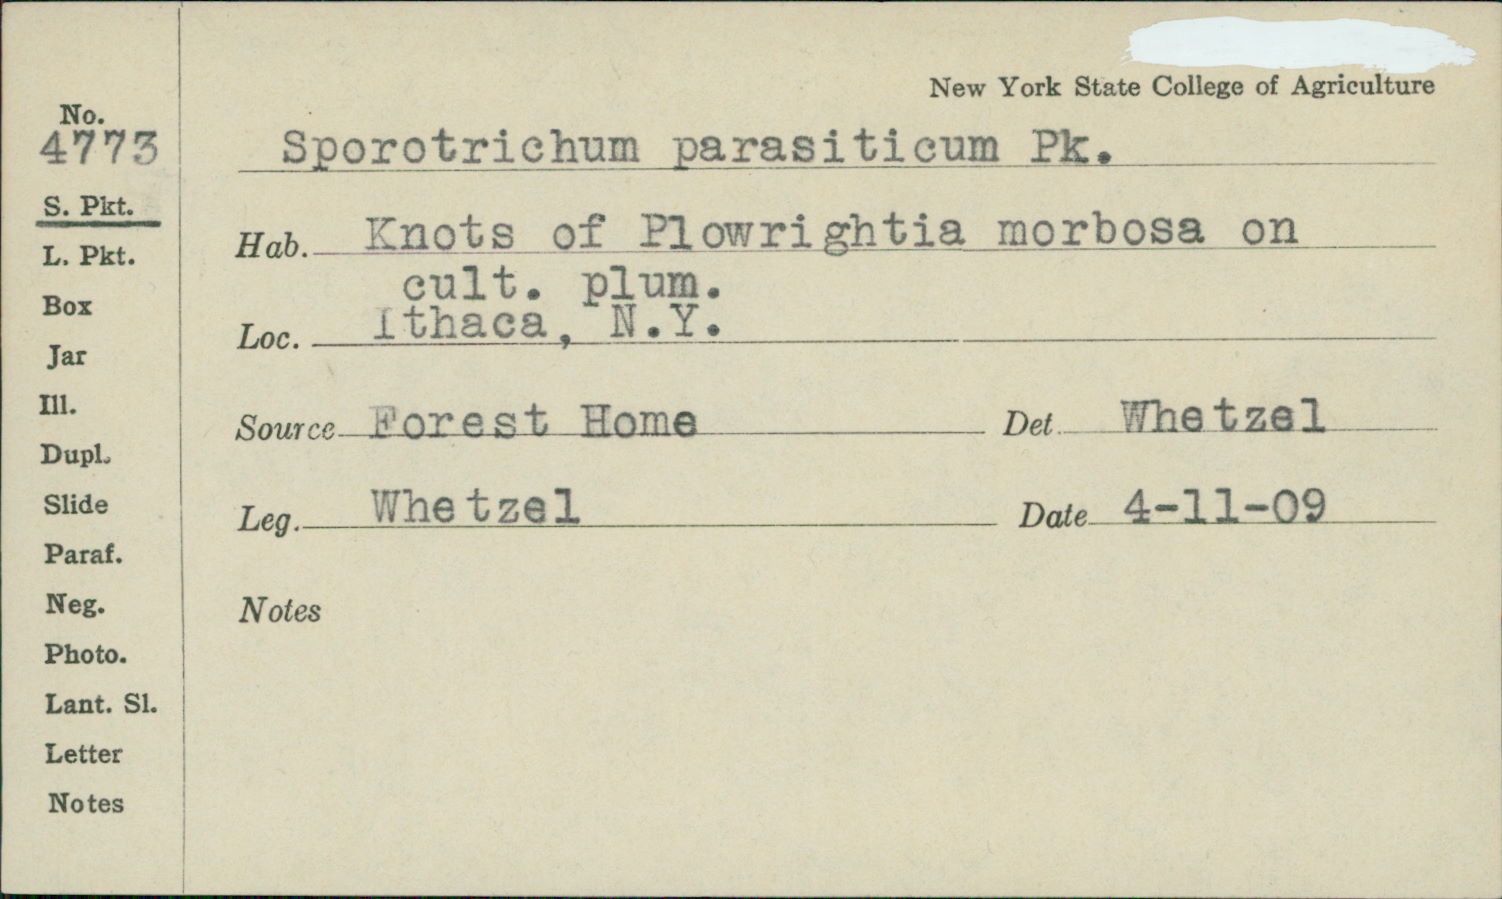 New York State College of Agriculture
No.
4773
S. Pkt.
L. Pkt.
Box
Jar
Ill.
Dupl.
Slide
Paraf.
Neg.
Photo.
Lant. Sl.
Letter
Notes
Sporotrichum parasiticum Pk.
Hab. Knots of Plowrightia morbosa on
cult. plum.
Loc. Ithaca, N.Y.
Source Forest Home Det. Whetzel
Leg. Whetzel Date 4-11-09
Notes